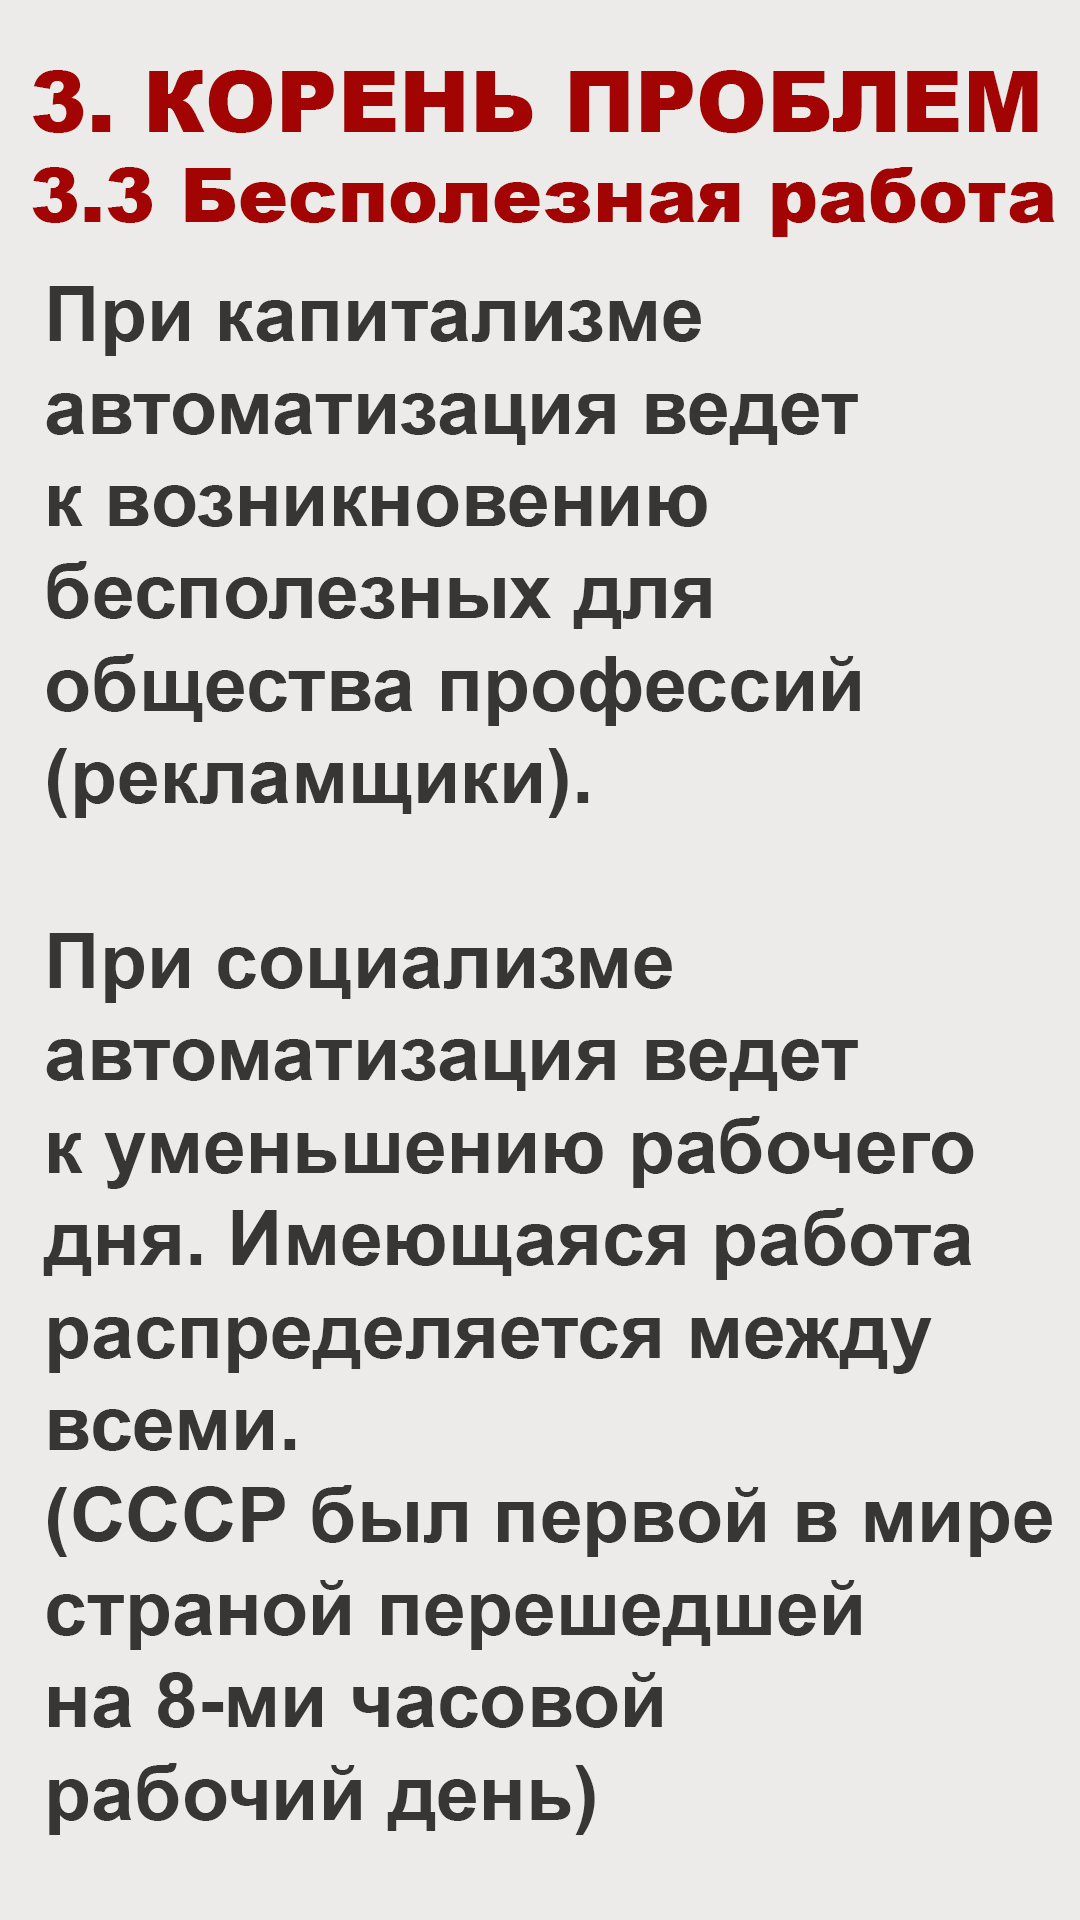 3. КОРЕНЬ ПРОБЛЕМ
3.3 Бесполезная работа
При капитализме
автоматизация ведет
к возникновению
бесполезных для
общества профессий
(рекламщики).
При социализме
автоматизация ведет
к уменьшению рабочего
дня. Имеющаяся работа
распределяется между
всеми.
(СССР был первой в мире
страной перешедшей
на 8-ми часовой
рабочий день)